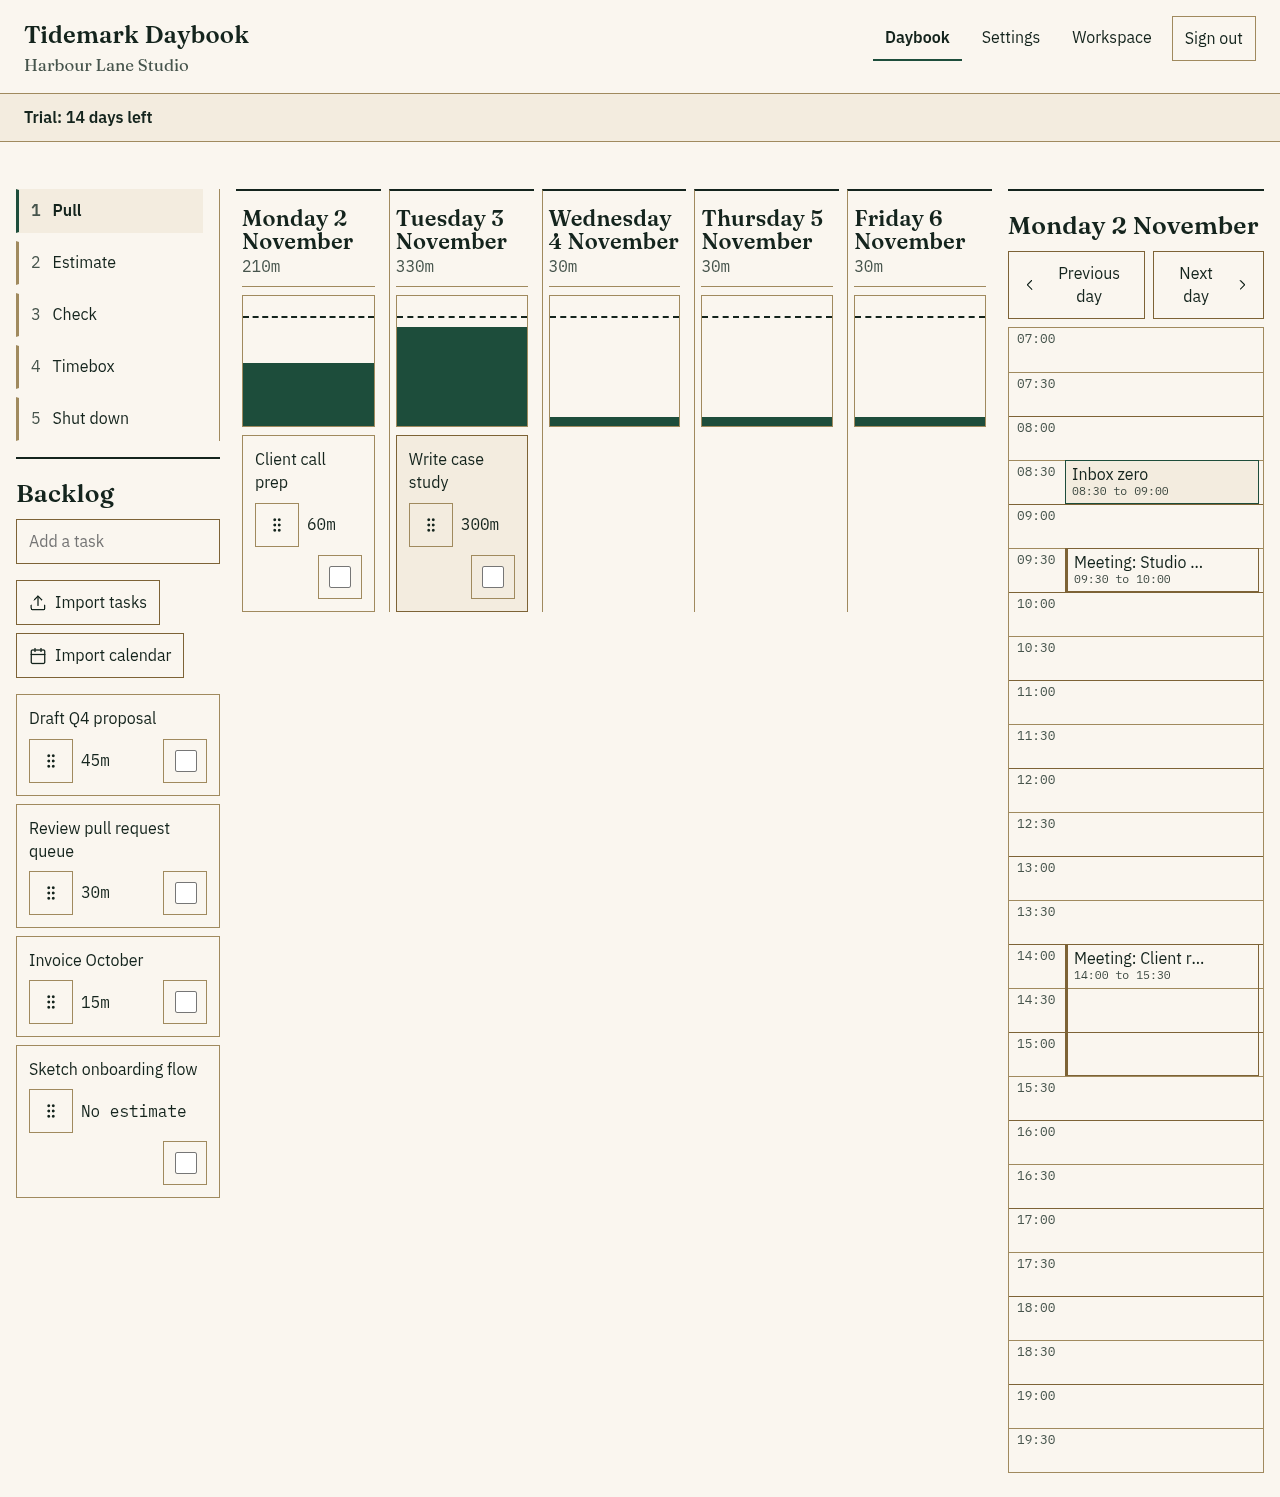 Tidemark Daybook
Harbour Lane Studio
Daybook
Settings
Workspace
Sign out
Trial: 14 days left
1 Pull
2 Estimate
3 Check
4 Timebox
5 Shut down
Backlog
Add a task
Import tasks
Import calendar
Draft Q4 proposal
45m
Review pull request
queue
30m
Invoice October
15m
Sketch onboarding flow
No estimate
Monday 2
November
210m
Client call
prep
60m
Tuesday 3
November
330m
Write case
study
300m
Wednesday
4 November
30m
Thursday 5
November
30m
Friday 6
November
30m
Monday 2 November
Previous
day
Next
day
07:00
07:30
08:00
08:30
Inbox zero
08:30 to 09:00
09:00
09:30
Meeting: Studio ...
09:30 to 10:00
10:00
10:30
11:00
11:30
12:00
12:30
13:00
13:30
14:00
Meeting: Client r...
14:00 to 15:30
14:30
15:00
15:30
16:00
16:30
17:00
17:30
18:00
18:30
19:00
19:30